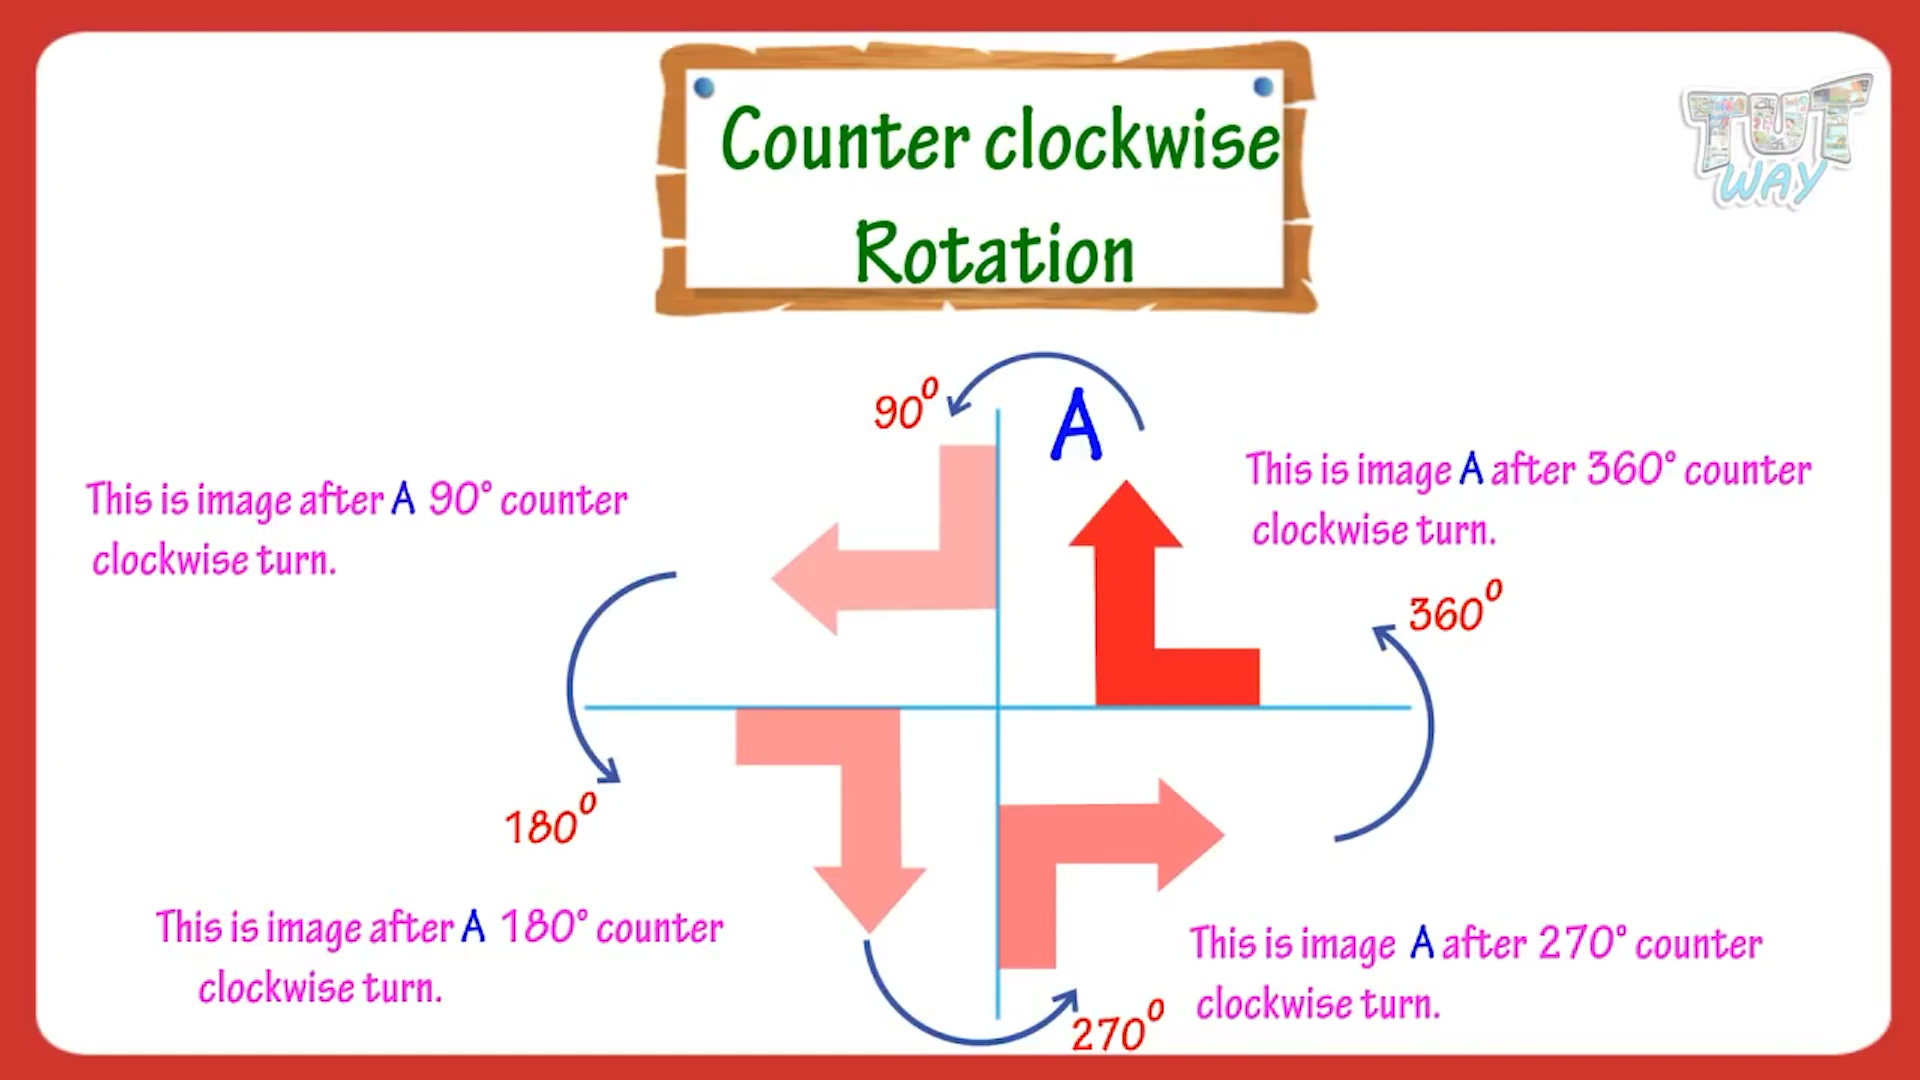 Counter clockwise
Rotation
TUT
WAY
90°
A
This is image after A 90° counter
clockwise turn.
This is image A after 360° counter
clockwise turn.
360°
180°
This is image after A 180° counter
clockwise turn.
This is image A after 270° counter
clockwise turn.
270°